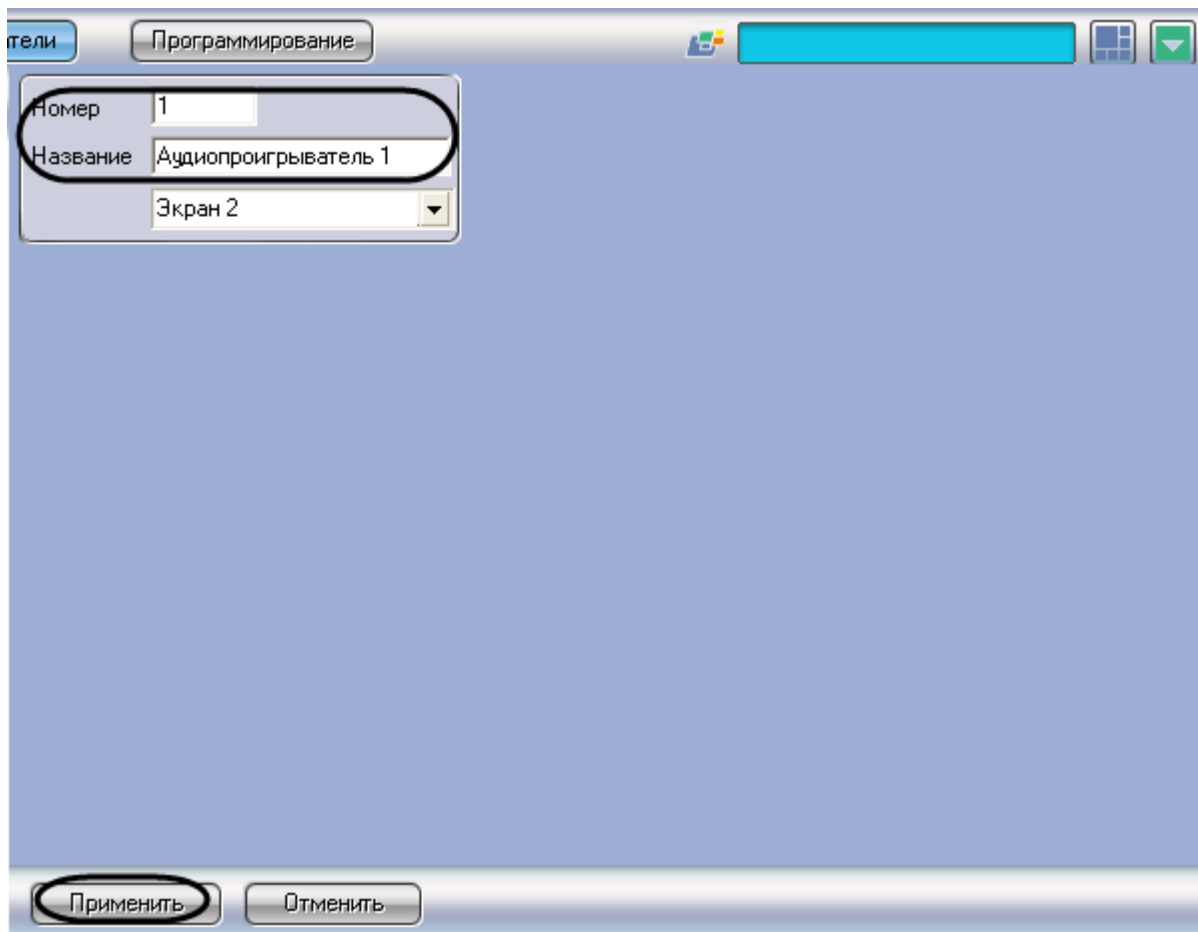 тели Программирование
Номер 1
Название Аудиопроигрыватель 1
Экран 2
Применить Отменить